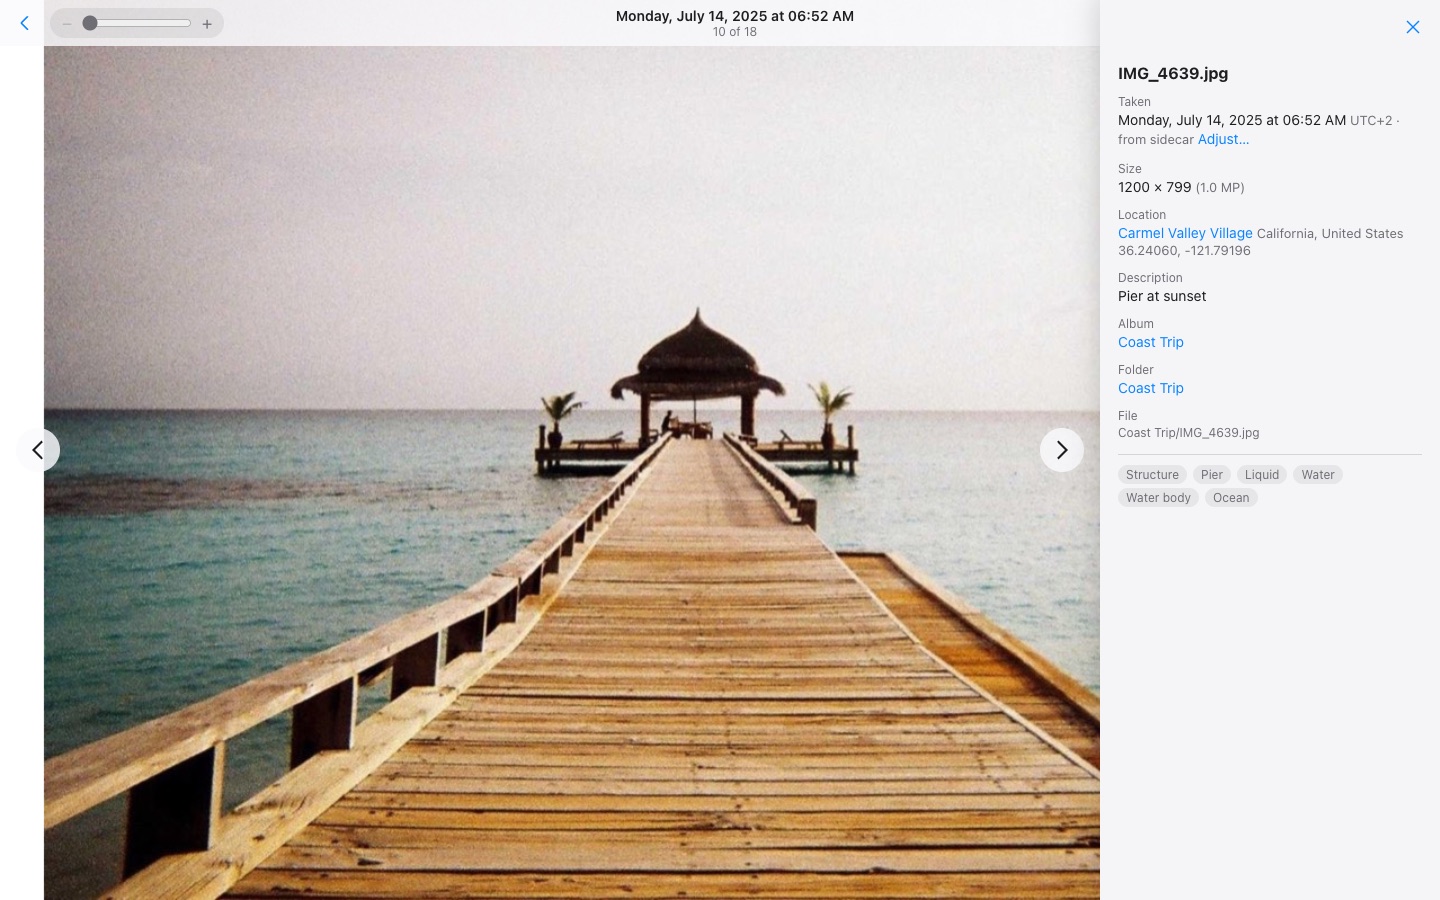 Monday, July 14, 2025 at 06:52 AM
10 of 18
IMG_4639.jpg
Taken
Monday, July 14, 2025 at 06:52 AM UTC+2 ·
from sidecar Adjust...
Size
1200 × 799 (1.0 MP)
Location
Carmel Valley Village California, United States
36.24060, -121.79196
Description
Pier at sunset
Album
Coast Trip
Folder
Coast Trip
File
Coast Trip/IMG_4639.jpg
Structure Pier Liquid Water
Water body Ocean